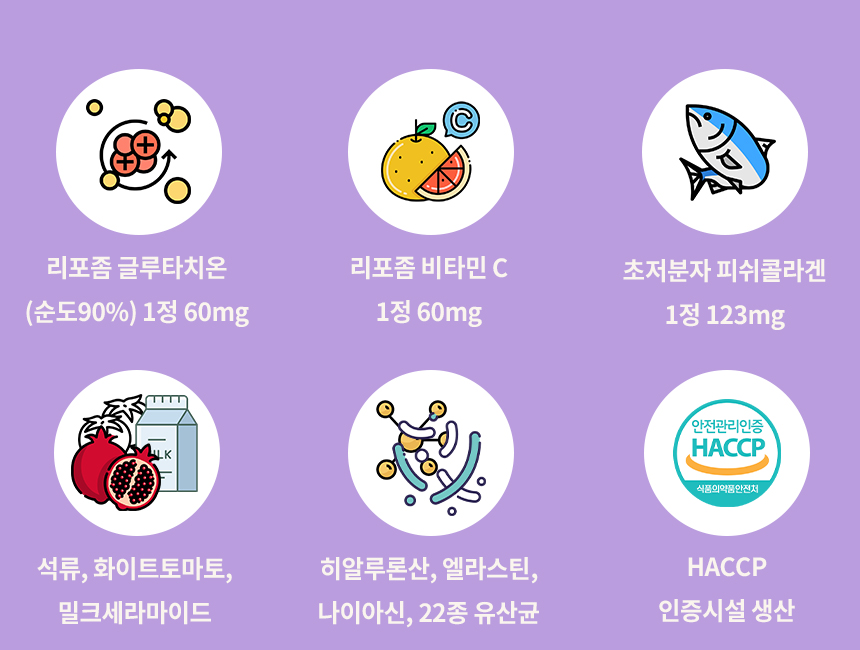 C
리포좀 글루타치온
(순도90%) 1정 60mg
리포좀 비타민 C
1정 60mg
초저분자 피쉬콜라겐
1정 123mg
ILK
석류, 화이트토마토,
밀크세라마이드
히알루론산, 엘라스틴,
나이아신, 22종 유산균
안전관리인증
HACCP
식품의약품안전처
HACCP
인증시설 생산